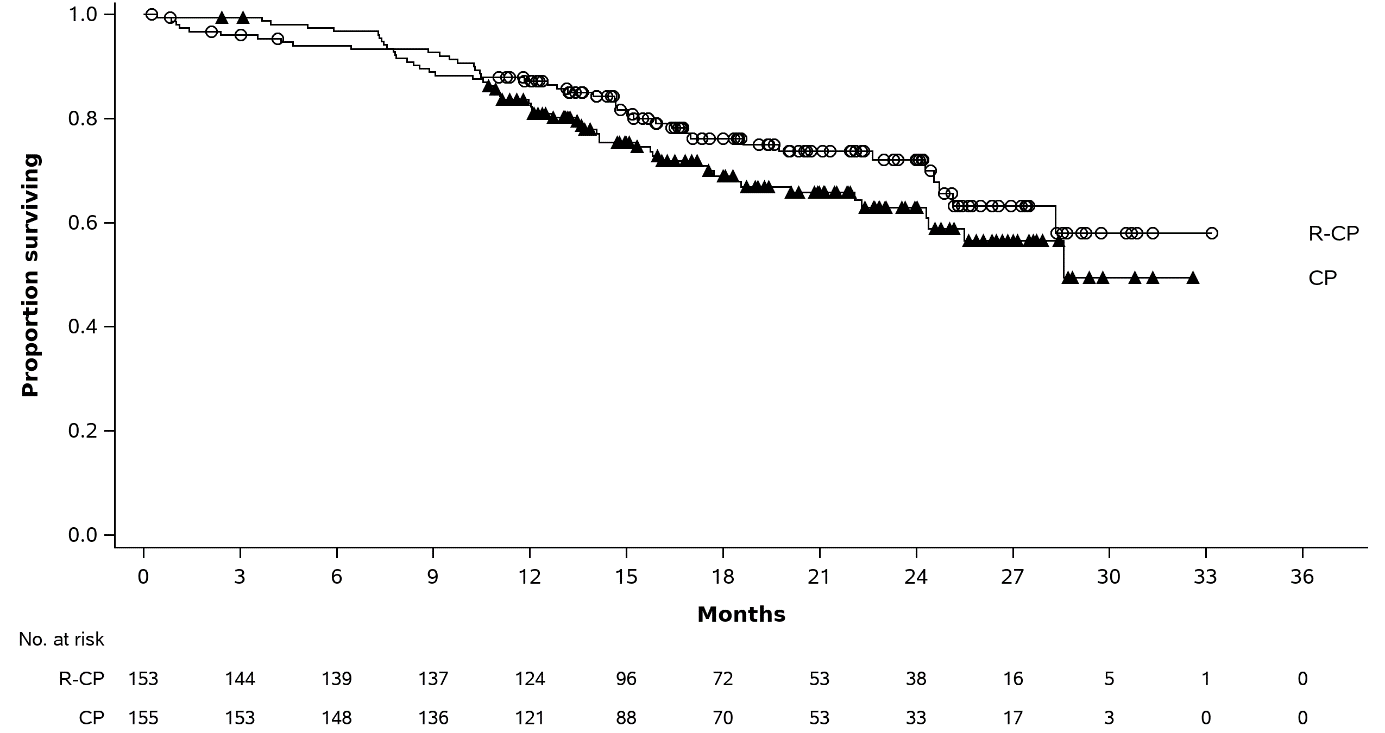 1.0
0.8
0.6
0.4
0.2
0.0
Proportion surviving
R-CP
CP
0 3 6 9 12 15 18 21 24 27 30 33 36
Months
No. at risk
R-CP 153 144 139 137 124 96 72 53 38 16 5 1 0
CP 155 153 148 136 121 88 70 53 33 17 3 0 0